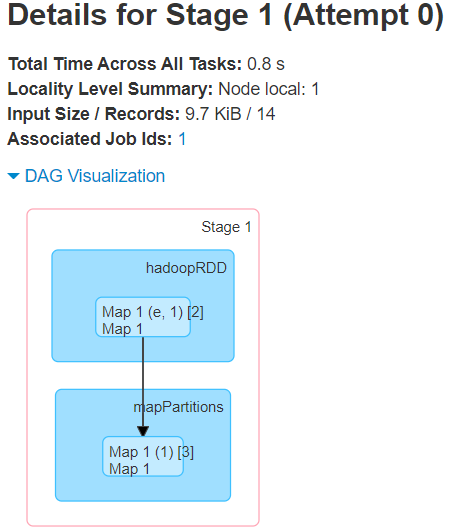 Details for Stage 1 (Attempt 0)
Total Time Across All Tasks: 0.8 s
Locality Level Summary: Node local: 1
Input Size / Records: 9.7 KiB / 14
Associated Job Ids: 1
DAG Visualization
Stage 1
hadoopRDD
Map 1 (e, 1) [2]
Map 1
mapPartitions
Map 1 (1) [3]
Map 1